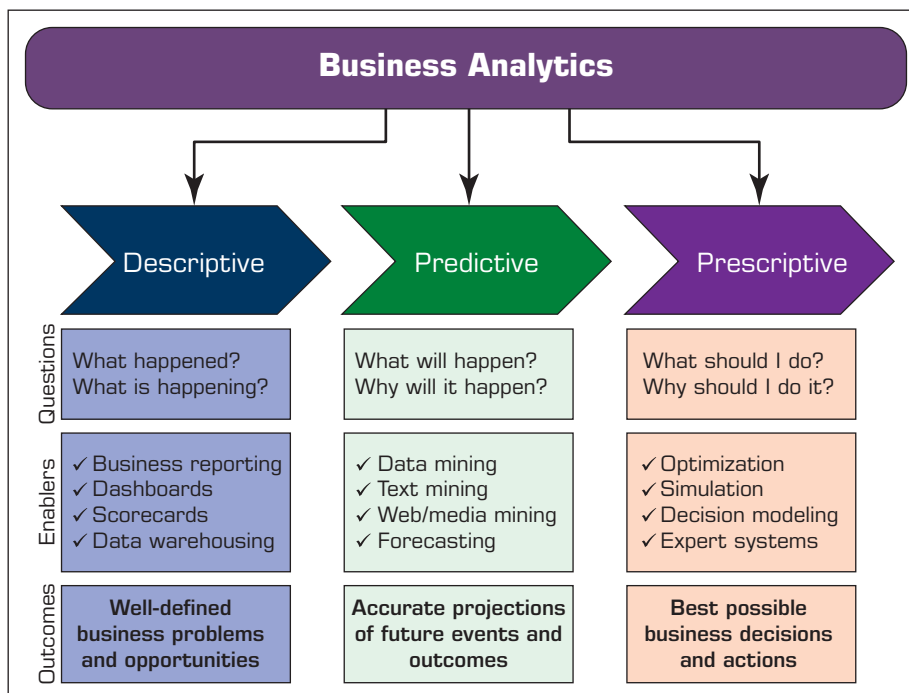 Business Analytics
Descriptive
Predictive
Prescriptive
Questions
What happened?
What is happening?
What will happen?
Why will it happen?
What should I do?
Why should I do it?
Enablers
✓ Business reporting
✓ Dashboards
✓ Scorecards
✓ Data warehousing
✓ Data mining
✓ Text mining
✓ Web/media mining
✓ Forecasting
✓ Optimization
✓ Simulation
✓ Decision modeling
✓ Expert systems
Outcomes
Well-defined
business problems
and opportunities
Accurate projections
of future events and
outcomes
Best possible
business decisions
and actions